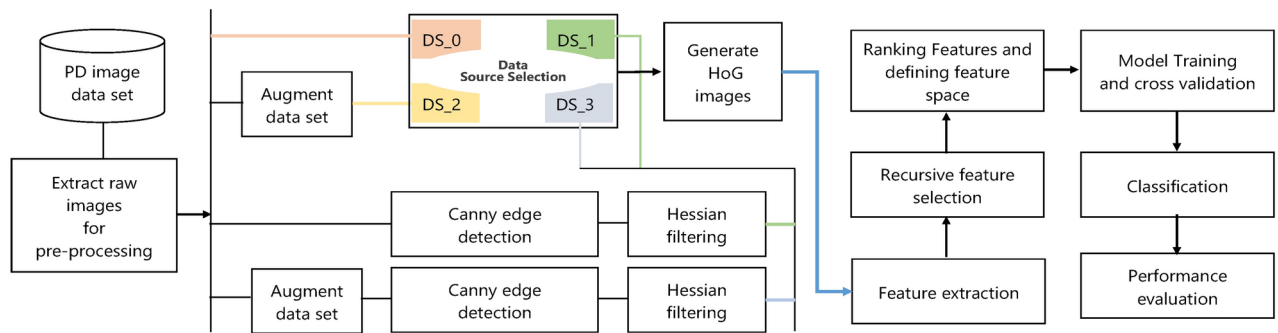 PD image
data set
Extract raw
images
for
pre-processing
Augment
data set
DS_0
DS_1
Data
Source Selection
DS_2
DS_3
Generate
HoG
images
Canny edge
detection
Hessian
filtering
Augment
data set
Canny edge
detection
Hessian
filtering
Feature extraction
Recursive feature
selection
Ranking Features and
defining feature
space
Model Training
and cross validation
Classification
Performance
evaluation